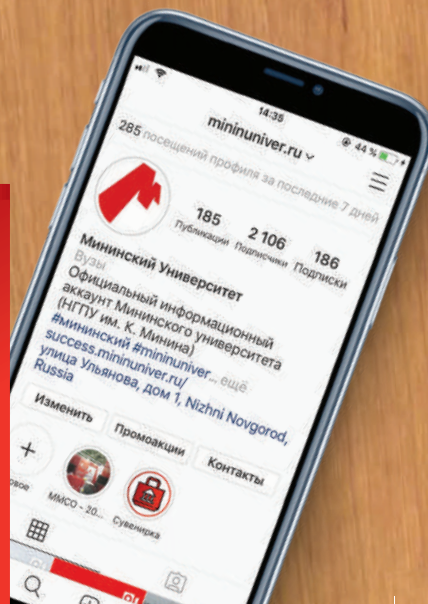 14:35
44 %
mininuniver.ru
285 посещений профиля за последние 7 дней
185 2 106 186
Публикации Подписчики Подписки
Мининский Университет
Вузы
Официальный информационный
аккаунт Мининского университета
(НГПУ им. К. Минина)
#мининский #mininuniver... ещё
success.mininuniver.ru/
улица Ульянова, дом 1, Nizhni Novgorod,
Russia
Изменить Промоакции Контакты
ММСО - 20... Сувенирка